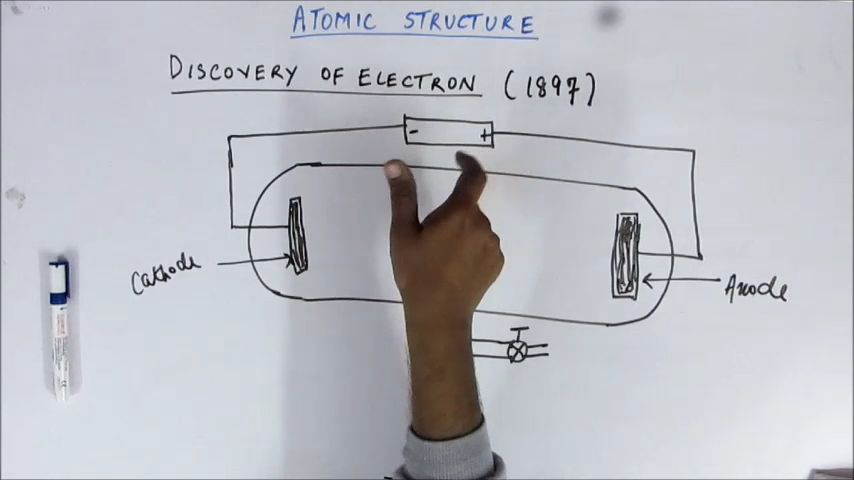 ATOMIC STRUCTURE
DISCOVERY OF ELECTRON (1897)
- +
Cathode
Anode